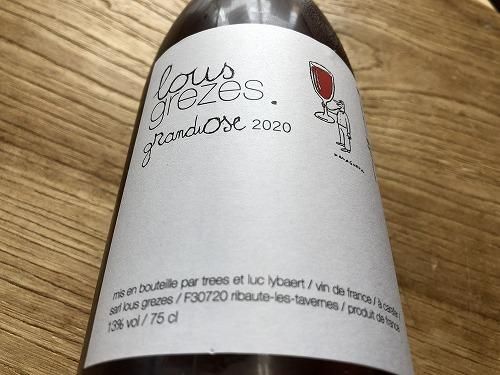 lous
grezes.
grandiose 2020
mis en bouteille par trees et luc lybaert / vin de france / à
sarl lous grezes / F30720 ribaute-les-tavernes / produit de france
13% vol / 75 cl